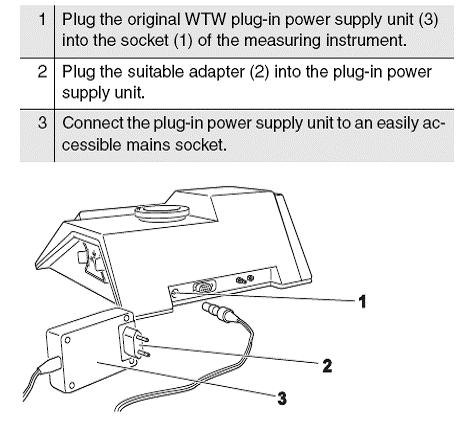 1 Plug the original WTW plug-in power supply unit (3)
into the socket (1) of the measuring instrument.
2 Plug the suitable adapter (2) into the plug-in power
supply unit.
3 Connect the plug-in power supply unit to an easily ac-
cessible mains socket.
1
2
3